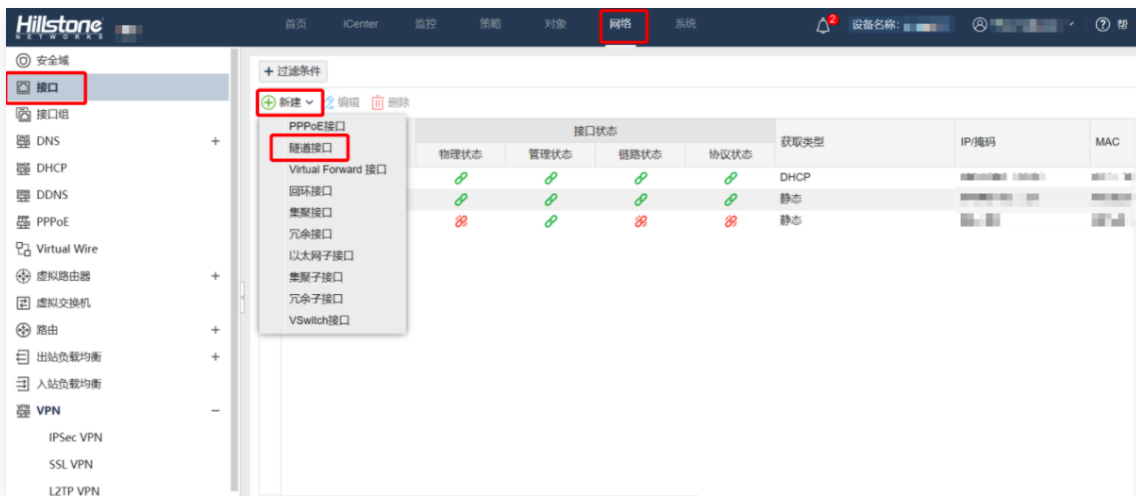 Hillstone
NETWORKS
首页 iCenter 监控 策略 对象 网络 系统 2 设备名称: ? 帮
安全域
接口
接口组
DNS +
DHCP
DDNS
PPPoE
Virtual Wire
虚拟路由器 +
虚拟交换机
路由 +
出站负载均衡 +
入站负载均衡
VPN −
IPSec VPN
SSL VPN
L2TP VPN
+ 过滤条件
新建 编辑 删除
PPPoE接口
隧道接口
Virtual Forward 接口
回环接口
集聚接口
冗余接口
以太网子接口
集聚子接口
冗余子接口
VSwitch接口
接口状态 获取类型 IP/掩码 MAC
物理状态 管理状态 链路状态 协议状态
DHCP
静态
静态